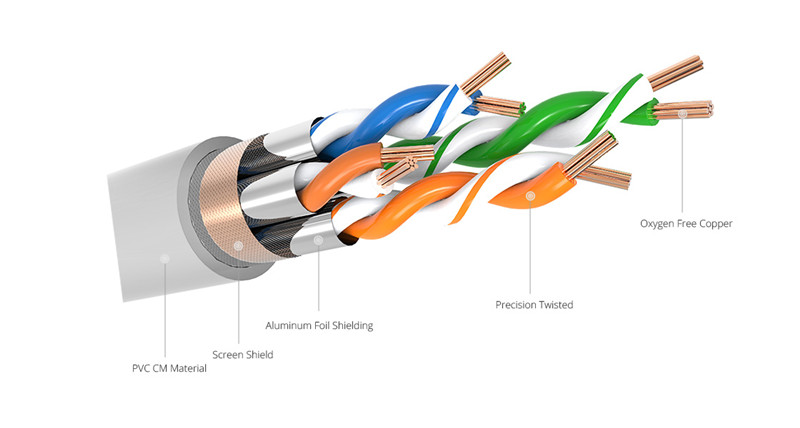 Oxygen Free Copper
Precision Twisted
Aluminum Foil Shielding
Screen Shield
PVC CM Material